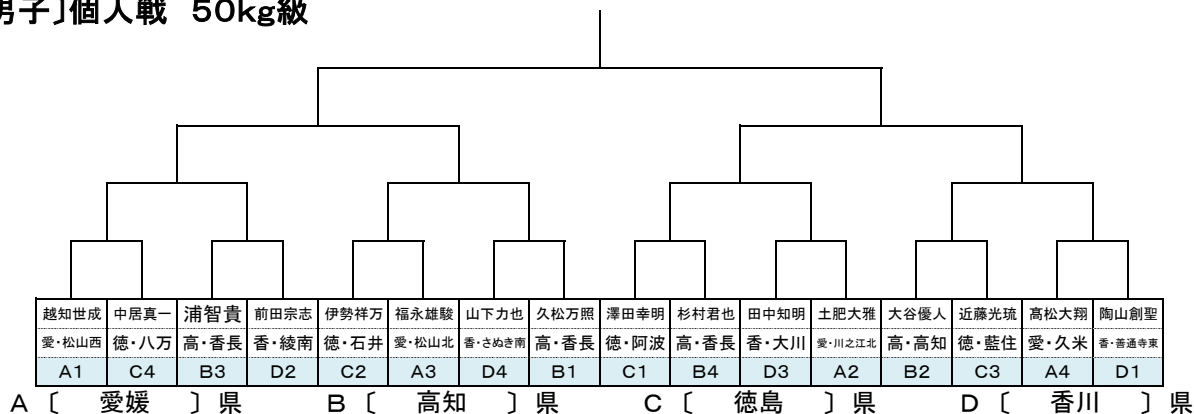 男子〕個人戦 50kg級
越知世成 中居真一 浦智貴 前田宗志 伊勢祥万 福永雄駿 山下力也 久松万照 澤田幸明 杉村君也 田中知明 土肥大雅 大谷優人 近藤光琉 髙松大翔 陶山創聖
愛・松山西 徳・八万 高・香長 香・綾南 徳・石井 愛・松山北 香・さぬき南 高・香長 徳・阿波 高・香長 香・大川 愛・川之江北 高・高知 徳・藍住 愛・久米 香・善通寺東
A1 C4 B3 D2 C2 A3 D4 B1 C1 B4 D3 A2 B2 C3 A4 D1
A 〔 愛媛 〕県 B 〔 高知 〕県 C 〔 徳島 〕県 D 〔 香川 〕県